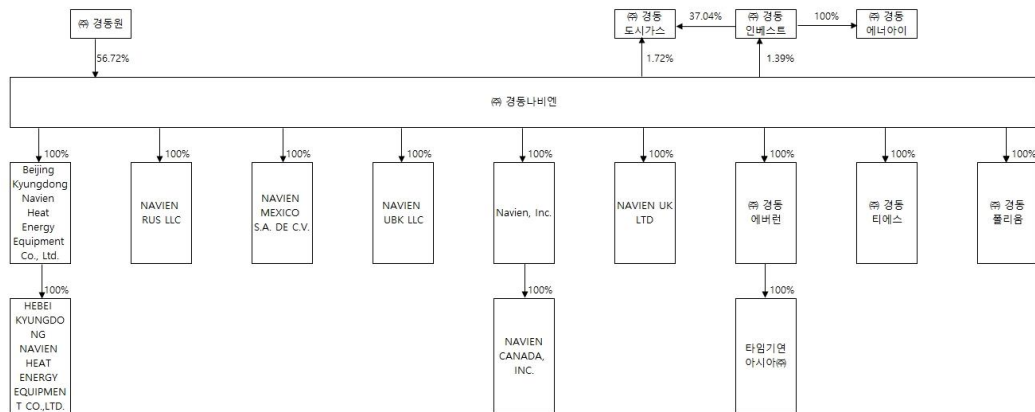 ㈜ 경동원
㈜ 경동
도시가스
37.04%
㈜ 경동
인베스트
100%
㈜ 경동
에너아이
56.72%
1.72%
1.39%
㈜ 경동나비엔
100%
100%
100%
100%
100%
100%
100%
100%
100%
Beijing
Kyungdong
Navien
Heat
Energy
Equipment
Co., Ltd.
NAVIEN
RUS LLC
NAVIEN
MEXICO
S.A. DE C.V.
NAVIEN
UBK LLC
Navien, Inc.
NAVIEN UK
LTD
㈜ 경동
에버런
㈜ 경동
티에스
㈜ 경동
폴리움
100%
100%
100%
HEBEI
KYUNGDO
NG
NAVIEN
HEAT
ENERGY
EQUIPMEN
T CO.,LTD.
NAVIEN
CANADA,
INC.
타임기연
아시아㈜